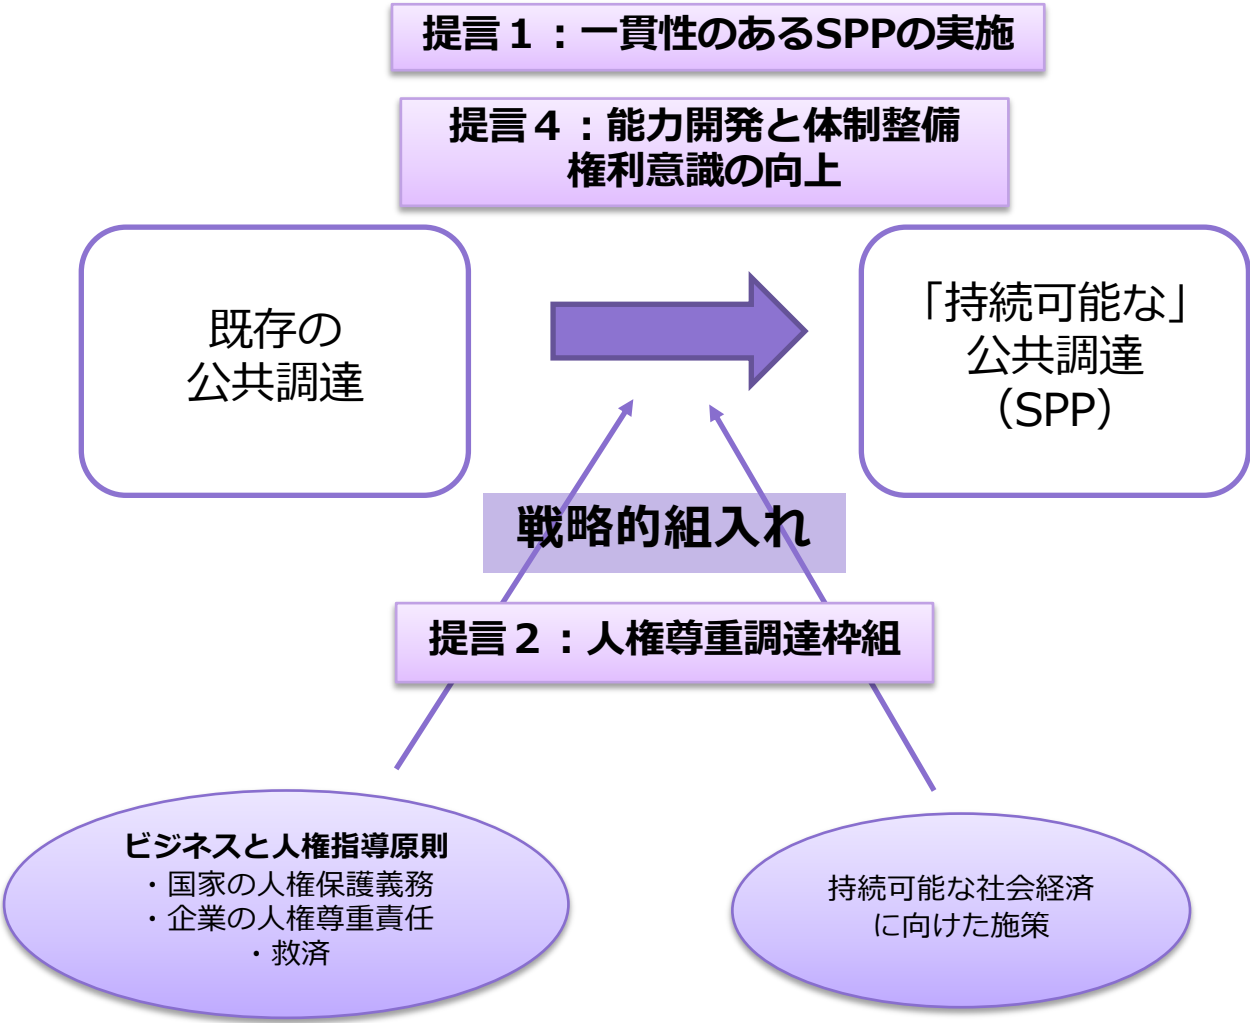 提言１：一貫性のあるSPPの実施
提言４：能力開発と体制整備
権利意識の向上
既存の
公共調達
「持続可能な」
公共調達
（SPP）
戦略的組入れ
提言２：人権尊重調達枠組
ビジネスと人権指導原則
・国家の人権保護義務
・企業の人権尊重責任
・救済
持続可能な社会経済
に向けた施策